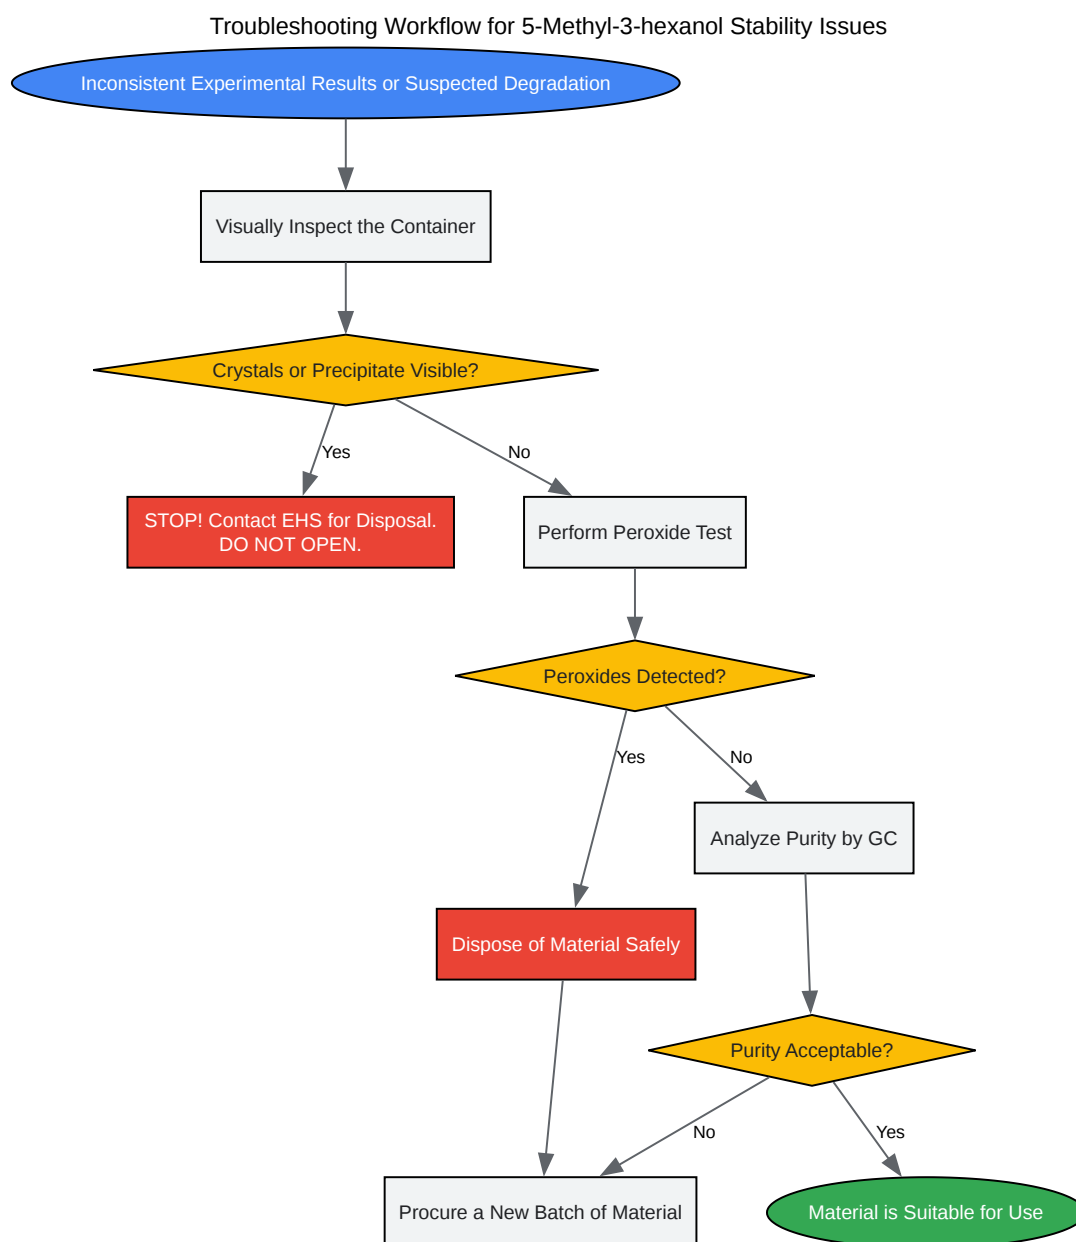 Troubleshooting Workflow for 5-Methyl-3-hexanol Stability Issues
Inconsistent Experimental Results or Suspected Degradation
Visually Inspect the Container
Crystals or Precipitate Visible?
Yes
No
STOP! Contact EHS for Disposal.
DO NOT OPEN.
Perform Peroxide Test
Peroxides Detected?
Yes
No
Analyze Purity by GC
Dispose of Material Safely
Purity Acceptable?
No
Yes
Procure a New Batch of Material
Material is Suitable for Use